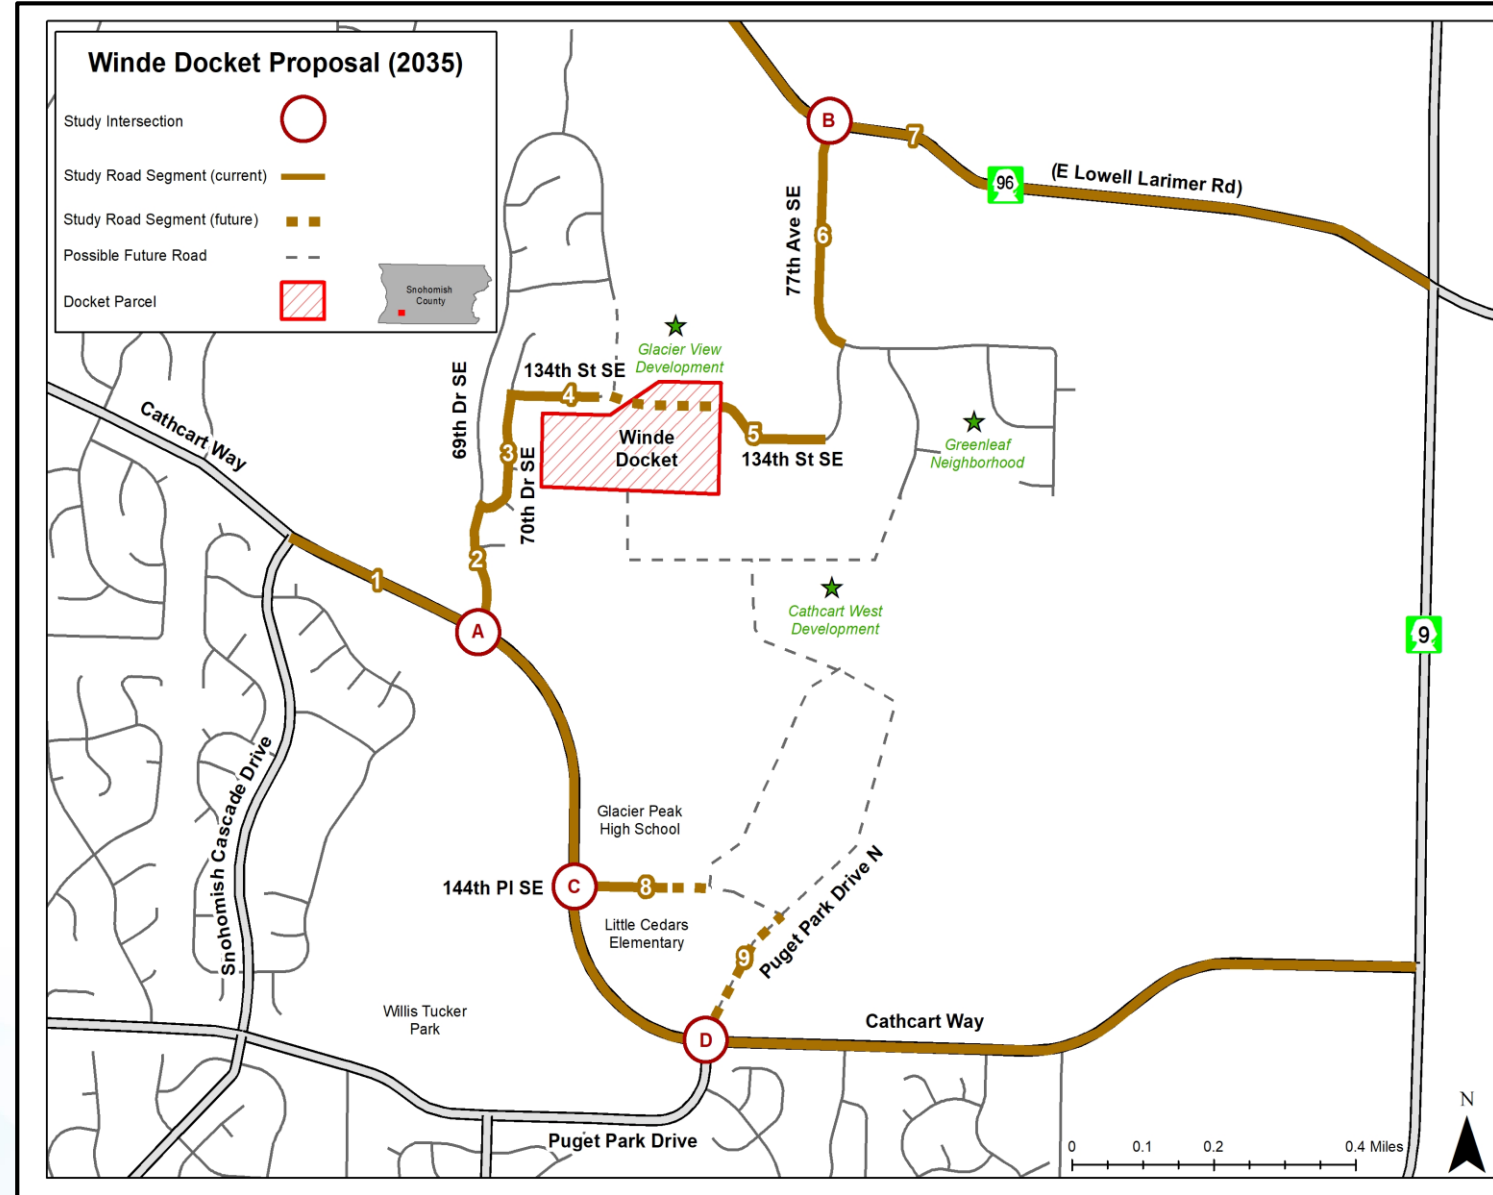 Winde Docket Proposal (2035)
Study Intersection
Study Road Segment (current)
Study Road Segment (future)
Possible Future Road
Docket Parcel
Snohomish
County
B
7
96
(E Lowell Larimer Rd)
77th Ave SE
6
Glacier View
Development
69th Dr SE
134th St SE
4
Cathcart Way
3
70th Dr SE
Winde
Docket
5
134th St SE
Greenleaf
Neighborhood
2
1
A
Cathcart West
Development
9
Snohomish Cascade Drive
Glacier Peak
High School
144th Pl SE
C
8
Little Cedars
Elementary
9
Puget Park Drive N
Willis Tucker
Park
D
Cathcart Way
Puget Park Drive
0 0.1 0.2 0.4 Miles
N